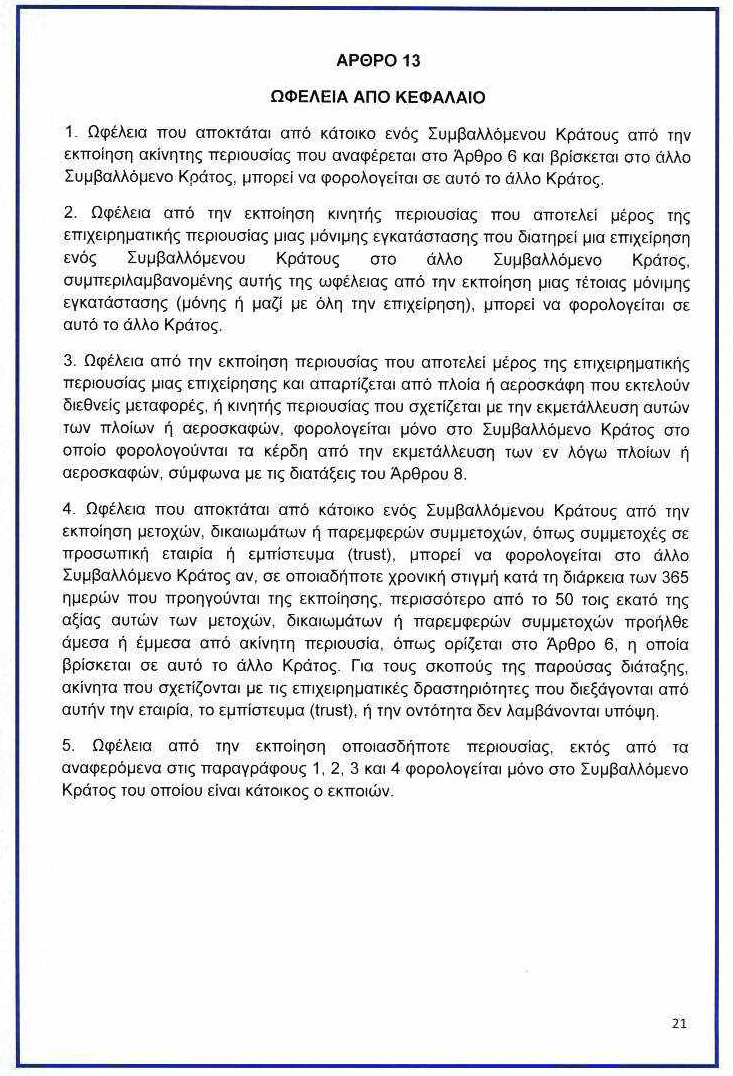 ΑΡΘΡΟ 13
ΩΦΕΛΕΙΑ ΑΠΟ ΚΕΦΑΛΑΙΟ
1. Ωφέλεια που αποκτάται από κάτοικο ενός Συμβαλλόμενου Κράτους από την
εκποίηση ακίνητης περιουσίας που αναφέρεται στο Άρθρο 6 και βρίσκεται στο άλλο
Συμβαλλόμενο Κράτος, μπορεί να φορολογείται σε αυτό το άλλο Κράτος.
2. Ωφέλεια από την εκποίηση κινητής περιουσίας που αποτελεί μέρος της
επιχειρηματικής περιουσίας μιας μόνιμης εγκατάστασης που διατηρεί μια επιχείρηση
ενός Συμβαλλόμενου Κράτους στο άλλο Συμβαλλόμενο Κράτος,
συμπεριλαμβανομένης αυτής της ωφέλειας από την εκποίηση μιας τέτοιας μόνιμης
εγκατάστασης (μόνης ή μαζί με όλη την επιχείρηση), μπορεί να φορολογείται σε
αυτό το άλλο Κράτος.
3. Ωφέλεια από την εκποίηση περιουσίας που αποτελεί μέρος της επιχειρηματικής
περιουσίας μιας επιχείρησης και απαρτίζεται από πλοία ή αεροσκάφη που εκτελούν
διεθνείς μεταφορές, ή κινητής περιουσίας που σχετίζεται με την εκμετάλλευση αυτών
των πλοίων ή αεροσκαφών, φορολογείται μόνο στο Συμβαλλόμενο Κράτος στο
οποίο φορολογούνται τα κέρδη από την εκμετάλλευση των εν λόγω πλοίων ή
αεροσκαφών, σύμφωνα με τις διατάξεις του Άρθρου 8.
4. Ωφέλεια που αποκτάται από κάτοικο ενός Συμβαλλόμενου Κράτους από την
εκποίηση μετοχών, δικαιωμάτων ή παρεμφερών συμμετοχών, όπως συμμετοχές σε
προσωπική εταιρία ή εμπίστευμα (trust), μπορεί να φορολογείται στο άλλο
Συμβαλλόμενο Κράτος αν, σε οποιαδήποτε χρονική στιγμή κατά τη διάρκεια των 365
ημερών που προηγούνται της εκποίησης, περισσότερο από το 50 τοις εκατό της
αξίας αυτών των μετοχών, δικαιωμάτων ή παρεμφερών συμμετοχών προήλθε
άμεσα ή έμμεσα από ακίνητη περιουσία, όπως ορίζεται στο Άρθρο 6, η οποία
βρίσκεται σε αυτό το άλλο Κράτος. Για τους σκοπούς της παρούσας διάταξης,
ακίνητα που σχετίζονται με τις επιχειρηματικές δραστηριότητες που διεξάγονται από
αυτήν την εταιρία, το εμπίστευμα (trust), ή την οντότητα δεν λαμβάνονται υπόψη.
5. Ωφέλεια από την εκποίηση οποιασδήποτε περιουσίας, εκτός από τα
αναφερόμενα στις παραγράφους 1, 2, 3 και 4 φορολογείται μόνο στο Συμβαλλόμενο
Κράτος του οποίου είναι κάτοικος ο εκποιών.
21